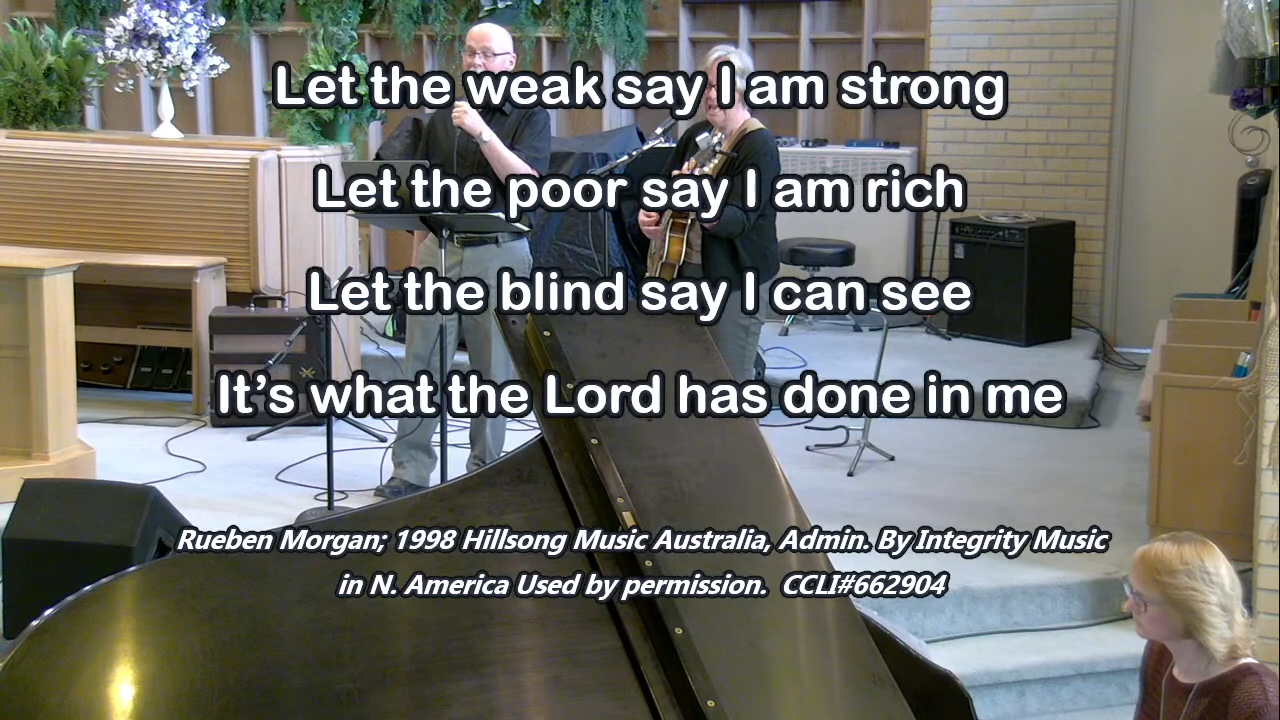 Let the weak say I am strong
Let the poor say I am rich
Let the blind say I can see
It’s what the Lord has done in me
Rueben Morgan; 1998 Hillsong Music Australia, Admin. By Integrity Music
in N. America Used by permission.  CCLI#662904